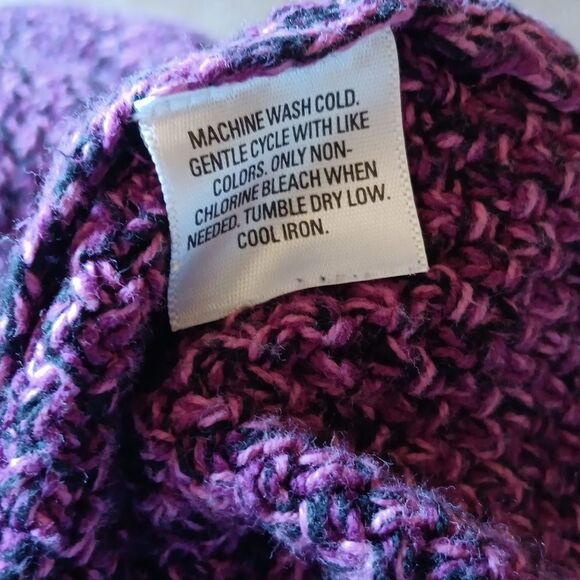 MACHINE WASH COLD.
GENTLE CYCLE WITH LIKE
COLORS. ONLY NON-
CHLORINE BLEACH WHEN
NEEDED. TUMBLE DRY LOW.
COOL IRON.